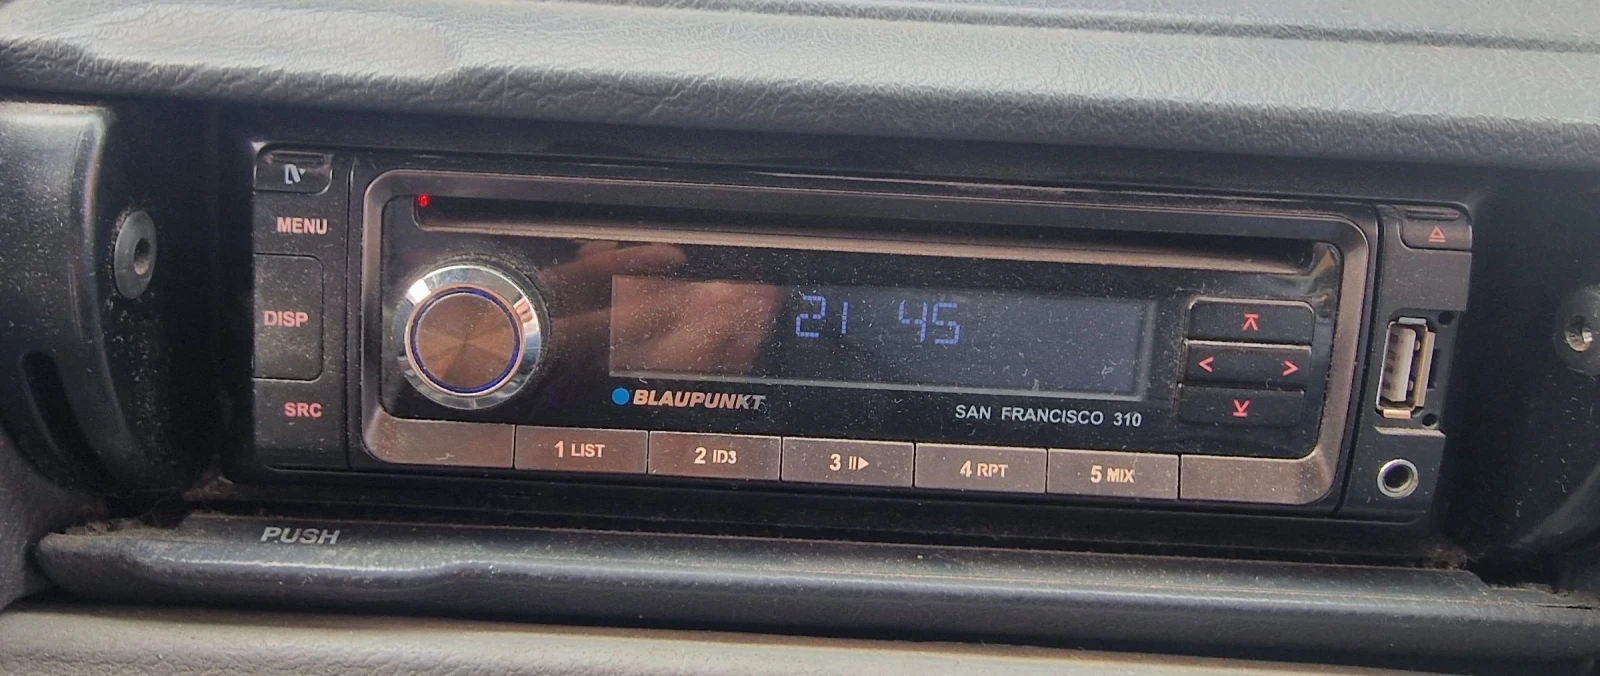 MENU
DISP
SRC
21 45
BLAUPUNKT
SAN FRANCISCO 310
1 LIST
2 ID3
3
4 RPT
5 MIX
PUSH